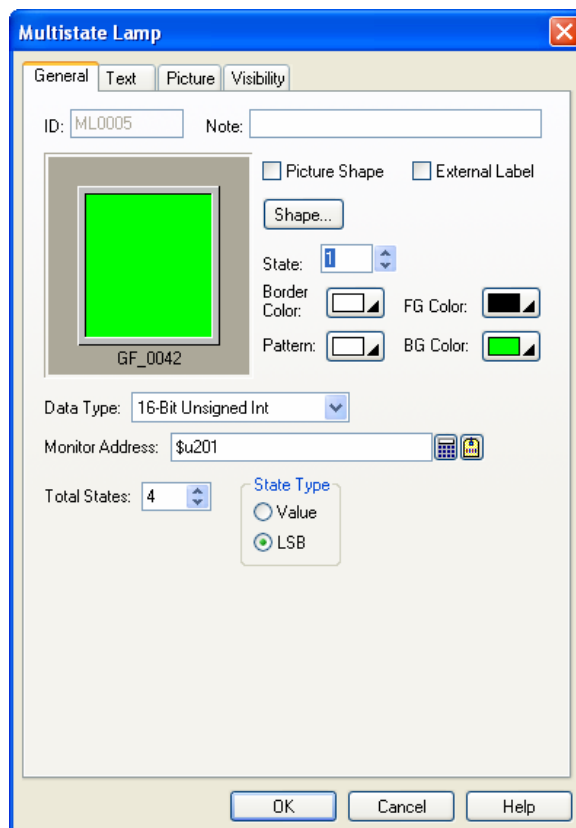 Multistate Lamp
General Text Picture Visibility
ID: ML0005 Note:
Picture Shape External Label
Shape...
State: 1
Border Color: FG Color:
Pattern: BG Color:
GF_0042
Data Type: 16-Bit Unsigned Int
Monitor Address: $u201
Total States: 4
State Type
Value
LSB
OK Cancel Help